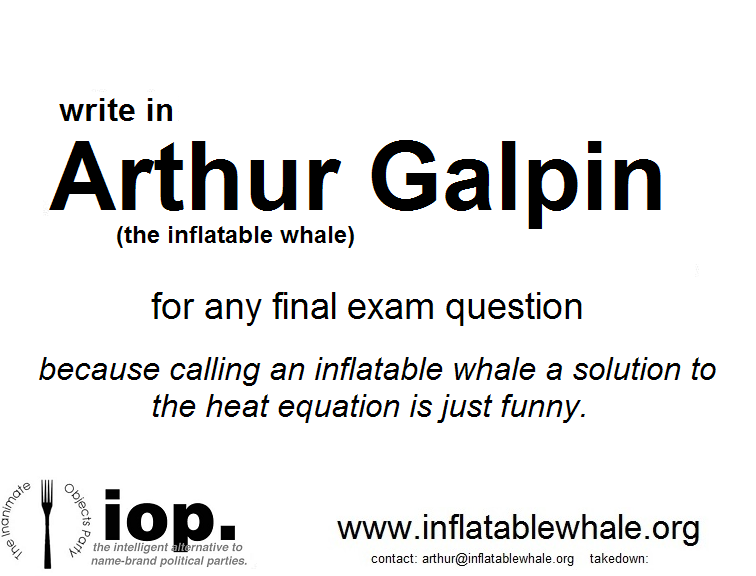 write in
Arthur Galpin
(the inflatable whale)
for any final exam question
because calling an inflatable whale a solution to
the heat equation is just funny.
The Inanimate
Objects Party
iop.
the intelligent alternative to
name-brand political parties.
www.inflatablewhale.org
contact: arthur@inflatablewhale.org takedown: